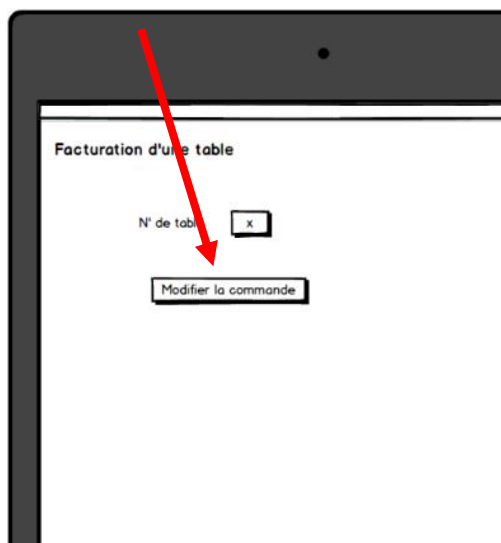 Facturation d'une table
N' de table
x
Modifier la commande